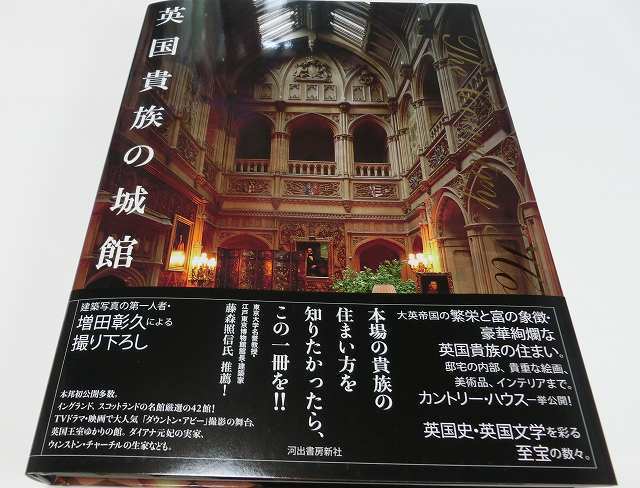 英国貴族の城館
The Country Ho
大英帝国の繁栄と富の象徴・
豪華絢爛な
英国貴族の住まい。
邸宅の内部、貴重な絵画、
美術品、インテリアまで。
カントリー・ハウス一挙公開!
英国史・英国文学を彩る
至宝の数々。
本場の貴族の
住まい方を
知りたかったら、
この一冊を!!
東京大学名誉教授・
江戸東京博物館館長・建築家
藤森照信氏 推薦!
建築写真の第一人者・
増田彰久による
撮り下ろし
本邦初公開多数。
イングランド、スコットランドの名館厳選の42館!
TVドラマ・映画で大人気「ダウントン・アビー」撮影の舞台、
英国王室ゆかりの館。ダイアナ元妃の実家、
ウィンストン・チャーチルの生家なども。
河出書房新社